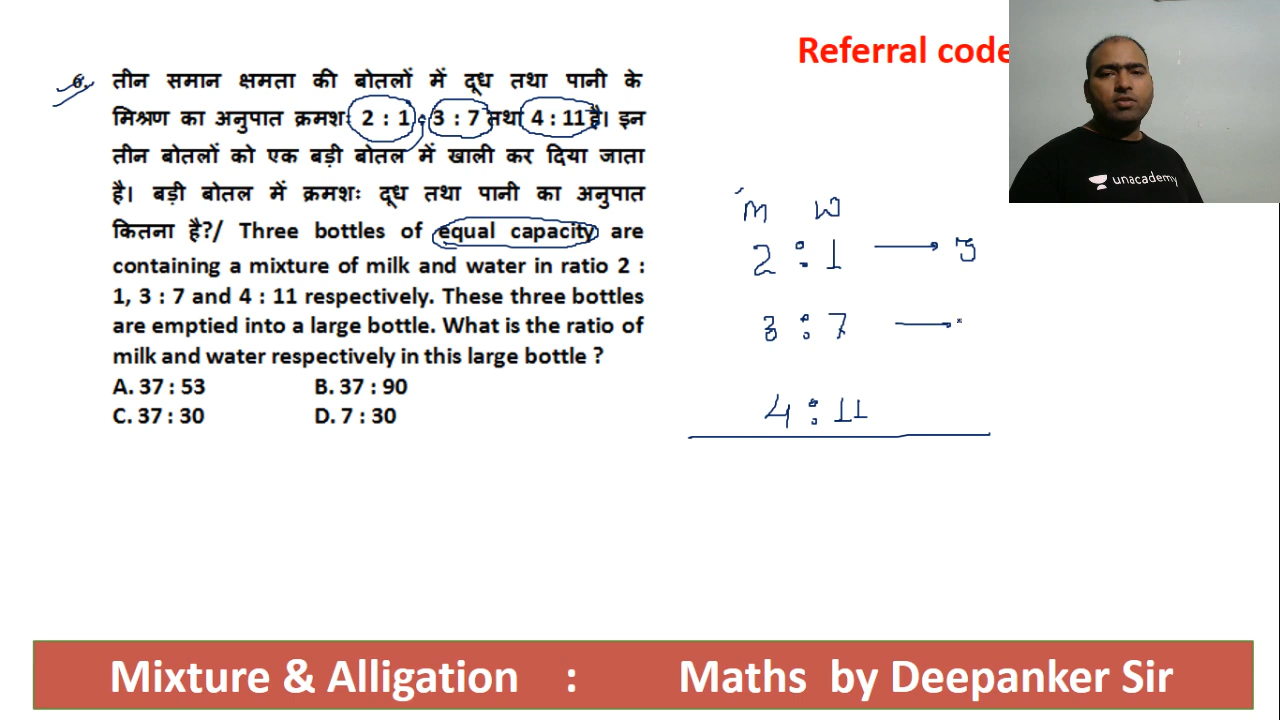 Referral code
6. तीन समान क्षमता की बोतलों में दूध तथा पानी के
मिश्रण का अनुपात क्रमशः 2 : 1, 3 : 7 तथा 4 : 11 है। इन
तीन बोतलों को एक बड़ी बोतल में खाली कर दिया जाता
है। बड़ी बोतल में क्रमशः दूध तथा पानी का अनुपात
कितना है?/ Three bottles of equal capacity are
containing a mixture of milk and water in ratio 2 :
1, 3 : 7 and 4 : 11 respectively. These three bottles
are emptied into a large bottle. What is the ratio of
milk and water respectively in this large bottle ?
A. 37 : 53 B. 37 : 90
C. 37 : 30 D. 7 : 30
unacademy
M W
2 : 1 → 3
3 : 7 →
4 : 11
Mixture & Alligation : Maths by Deepanker Sir